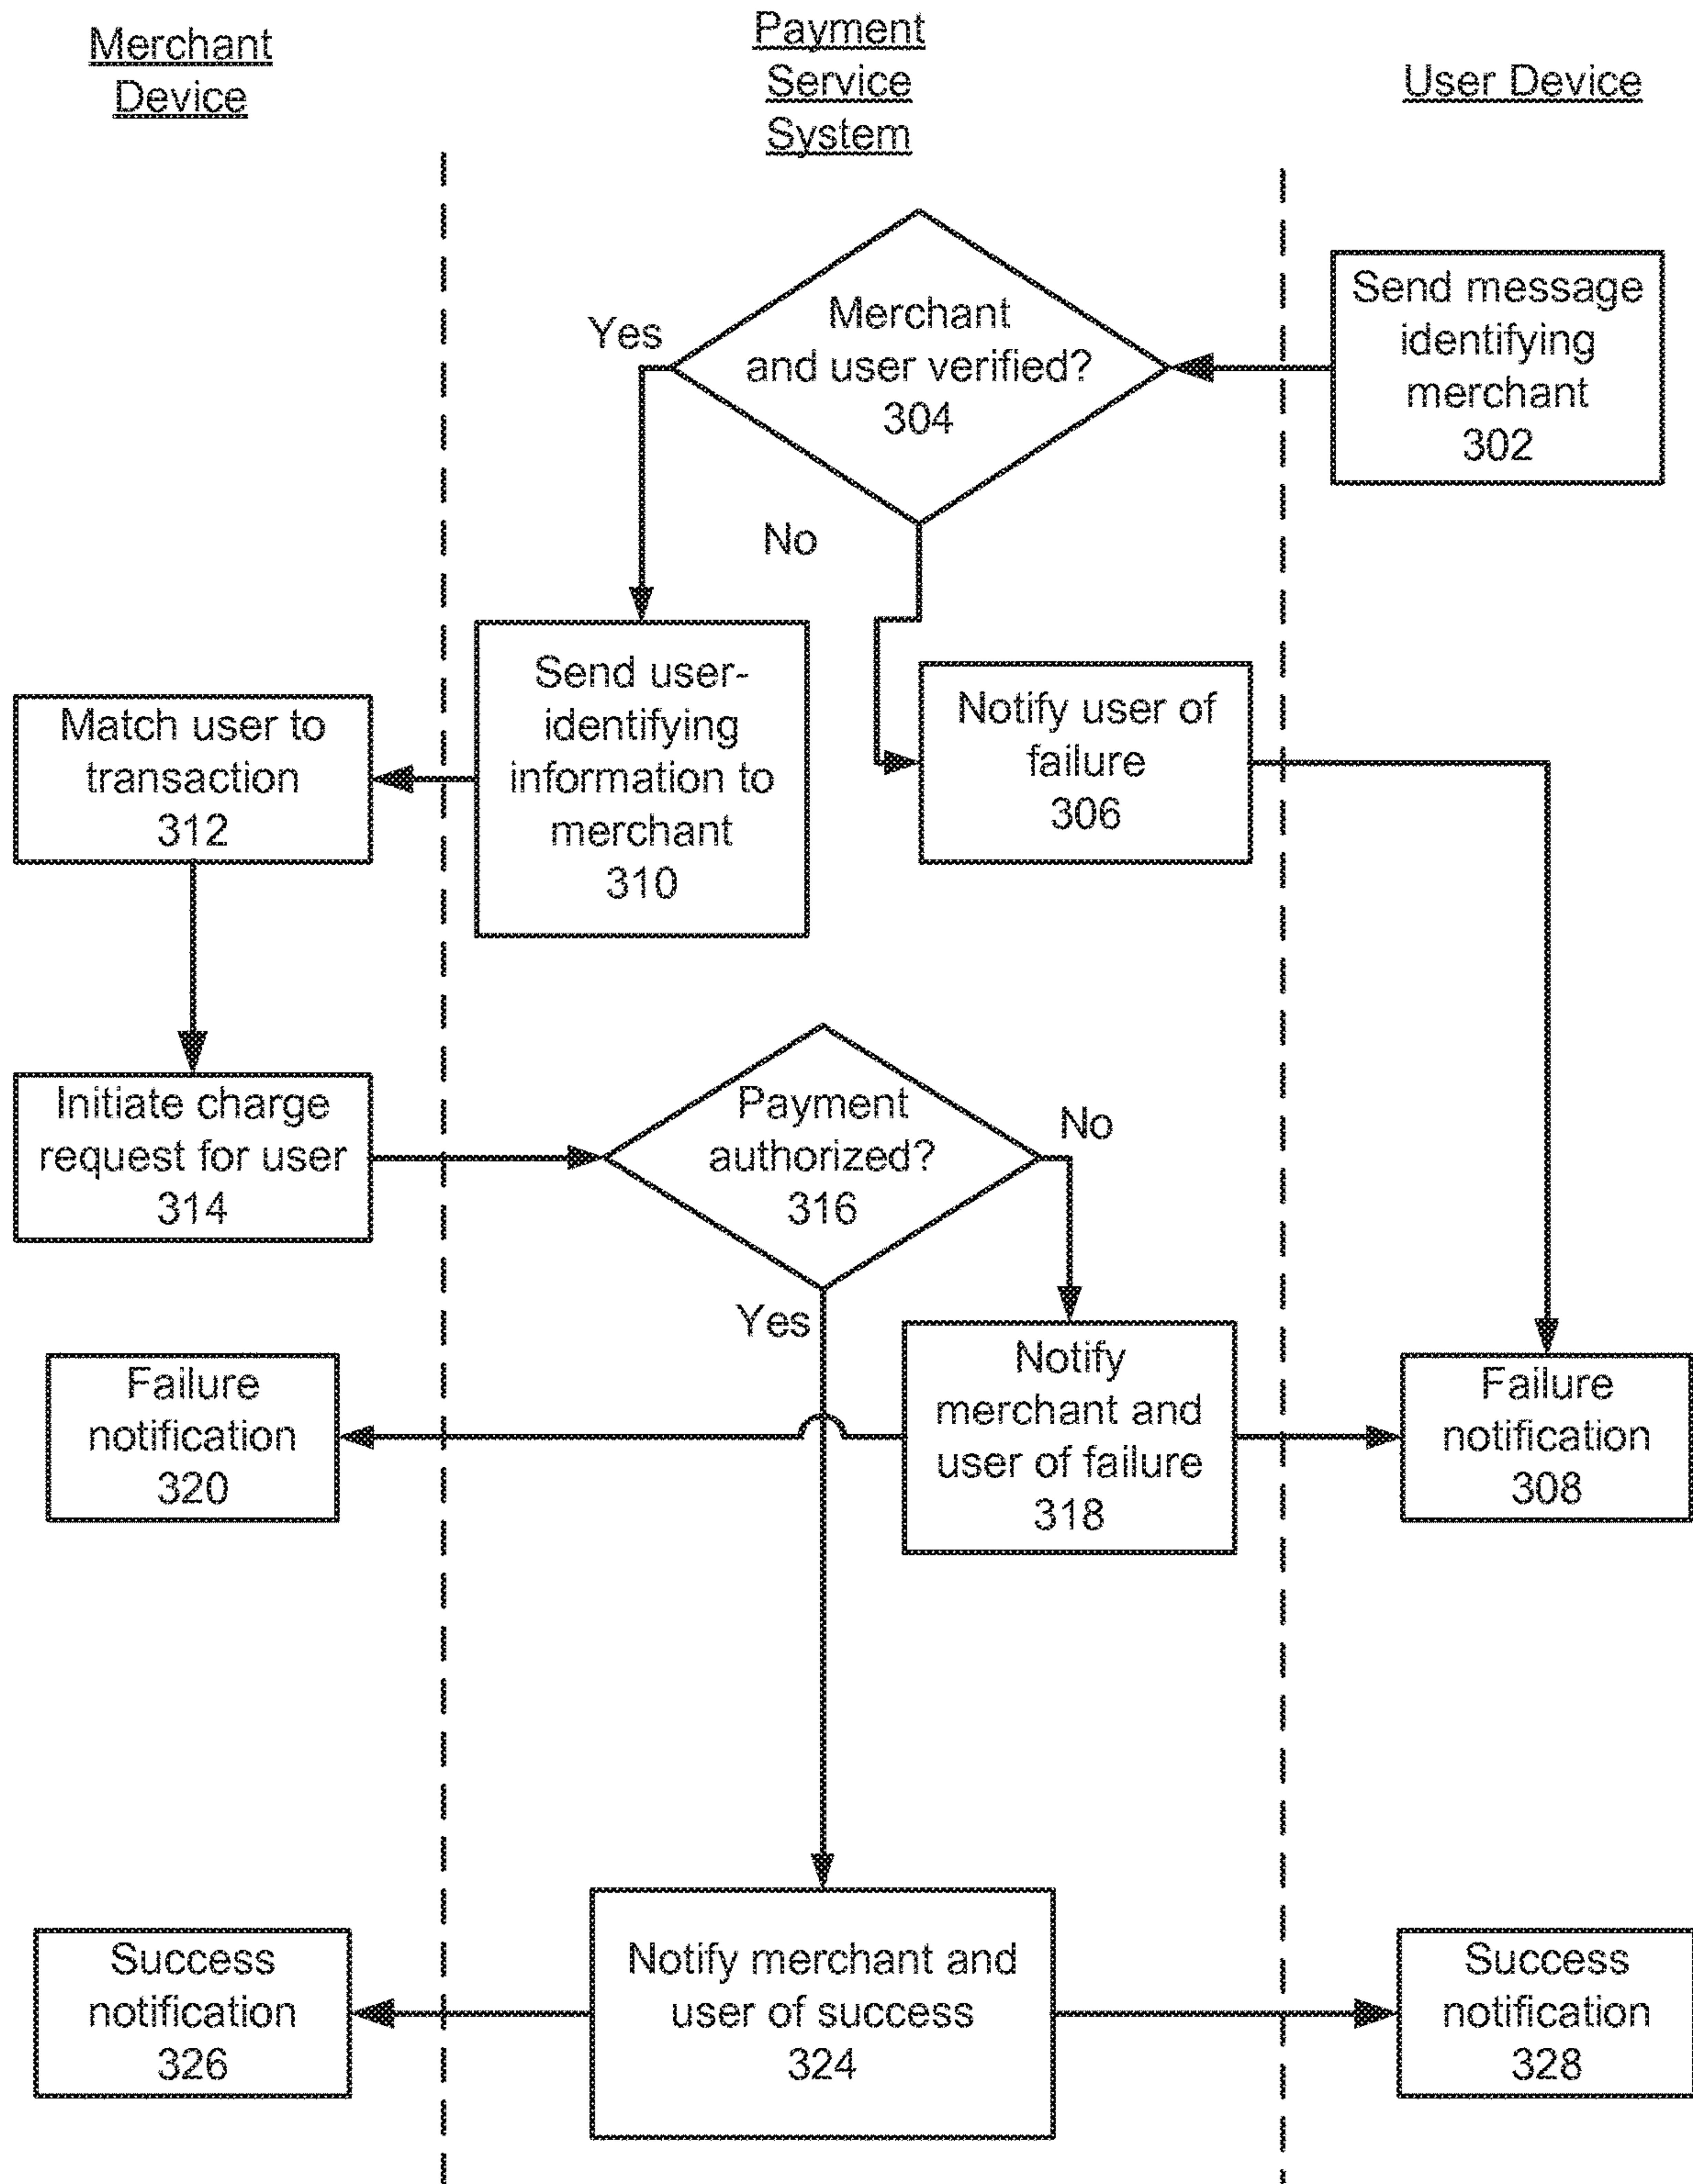 Merchant
Device
Payment
Service
System
User Device
Merchant
and user verified?
304
Send message
identifying
merchant
302
Yes
No
Send user-
identifying
information to
merchant
310
Notify user of
failure
306
Match user to
transaction
312
Initiate charge
request for user
314
Payment
authorized?
316
No
Yes
Failure
notification
320
Notify
merchant and
user of failure
318
Failure
notification
308
Success
notification
326
Notify merchant and
user of success
324
Success
notification
328